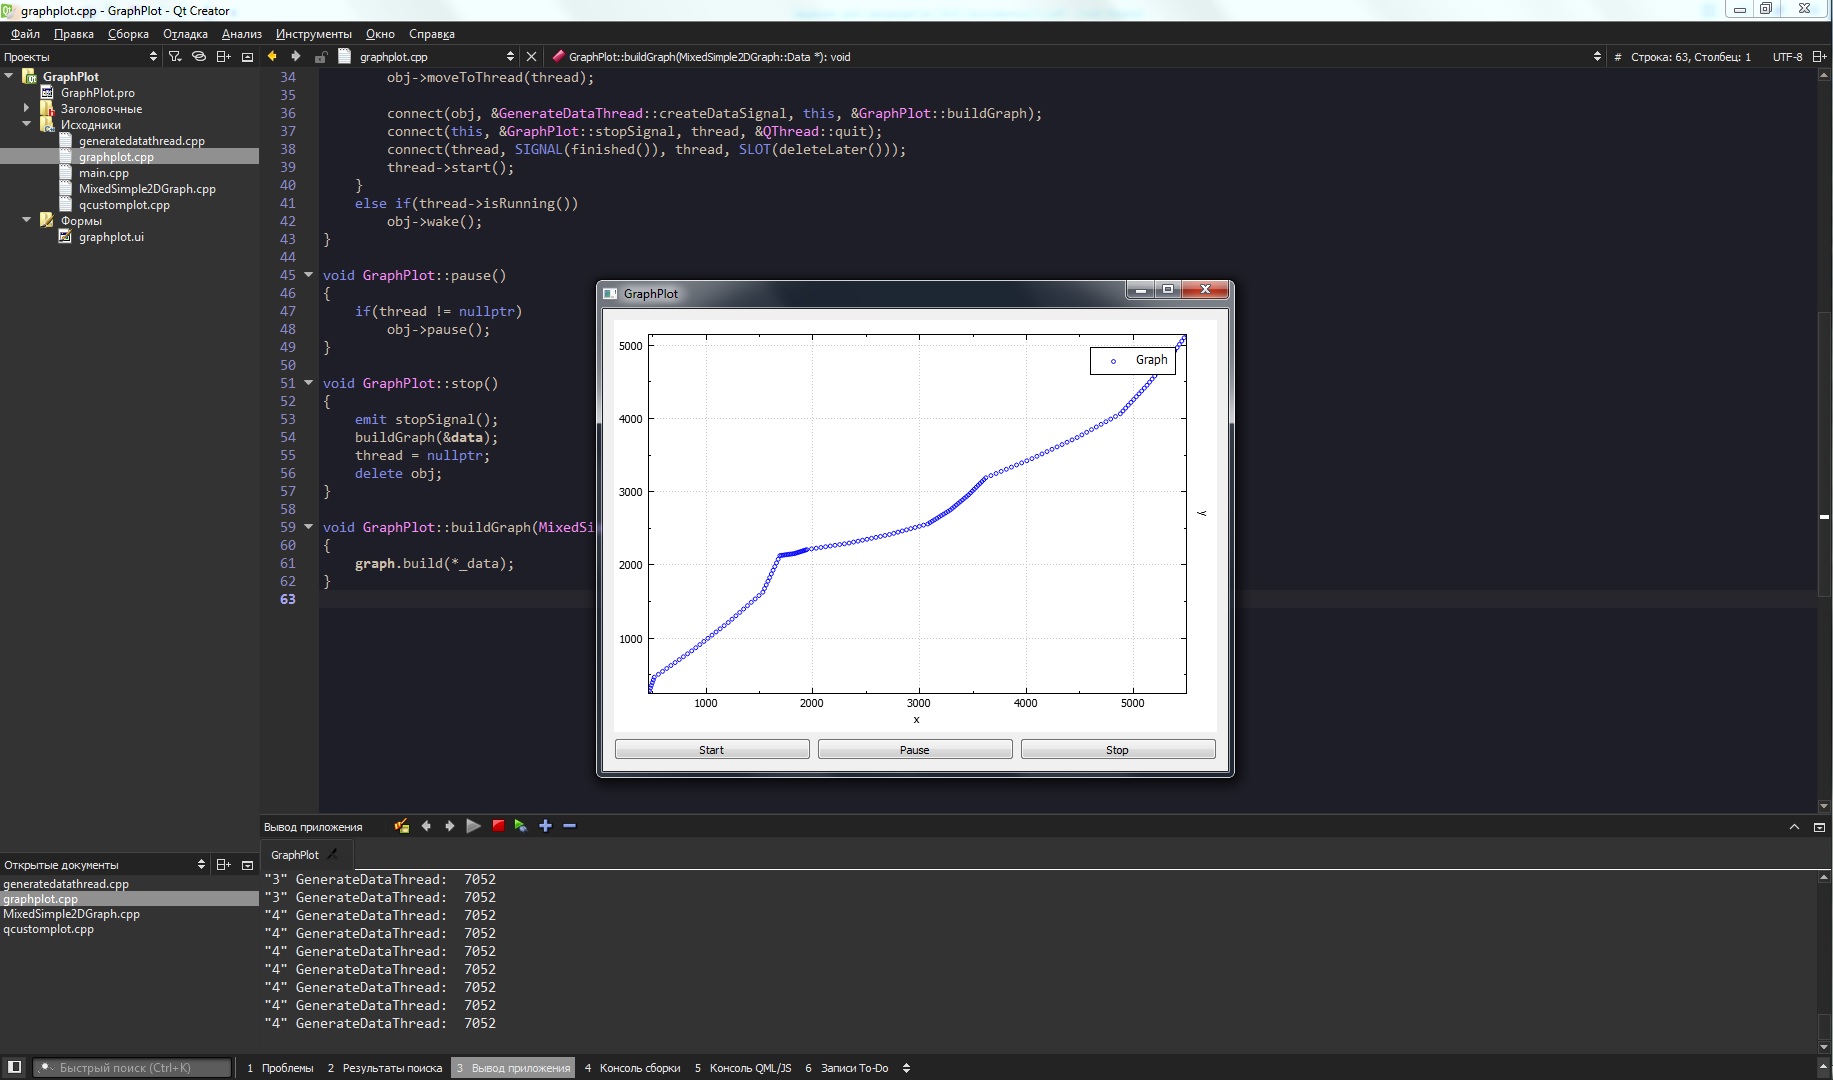 graphplot.cpp - GraphPlot - Qt Creator
Файл Правка Сборка Отладка Анализ Инструменты Окно Справка
Проекты
graphplot.cpp
GraphPlot::buildGraph(MixedSimple2DGraph::Data *): void
# Строка: 63, Столбец: 1
UTF-8
GraphPlot
GraphPlot.pro
Заголовочные
Исходники
generatedatathread.cpp
graphplot.cpp
main.cpp
MixedSimple2DGraph.cpp
qcustomplot.cpp
Формы
graphplot.ui
34 obj->moveToThread(thread);
35
36 connect(obj, &GenerateDataThread::createDataSignal, this, &GraphPlot::buildGraph);
37 connect(this, &GraphPlot::stopSignal, thread, &QThread::quit);
38 connect(thread, SIGNAL(finished()), thread, SLOT(deleteLater()));
39 thread->start();
40 }
41 else if(thread->isRunning())
42 obj->wake();
43 }
44
45 void GraphPlot::pause()
46 {
47 if(thread != nullptr)
48 obj->pause();
49 }
50
51 void GraphPlot::stop()
52 {
53 emit stopSignal();
54 buildGraph(&data);
55 thread = nullptr;
56 delete obj;
57 }
58
59 void GraphPlot::buildGraph(MixedSi
60 {
61 graph.build(*_data);
62 }
63
GraphPlot
Graph
5000
4000
3000
2000
1000
1000 2000 3000 4000 5000
x
y
Start Pause Stop
Вывод приложения
GraphPlot
"3" GenerateDataThread: 7052
"3" GenerateDataThread: 7052
"4" GenerateDataThread: 7052
"4" GenerateDataThread: 7052
"4" GenerateDataThread: 7052
"4" GenerateDataThread: 7052
"4" GenerateDataThread: 7052
"4" GenerateDataThread: 7052
"4" GenerateDataThread: 7052
Открытые документы
generatedatathread.cpp
graphplot.cpp
MixedSimple2DGraph.cpp
qcustomplot.cpp
Быстрый поиск (Ctrl+K)
1 Проблемы 2 Результаты поиска 3 Вывод приложения 4 Консоль сборки 5 Консоль QML/JS 6 Записи To-Do